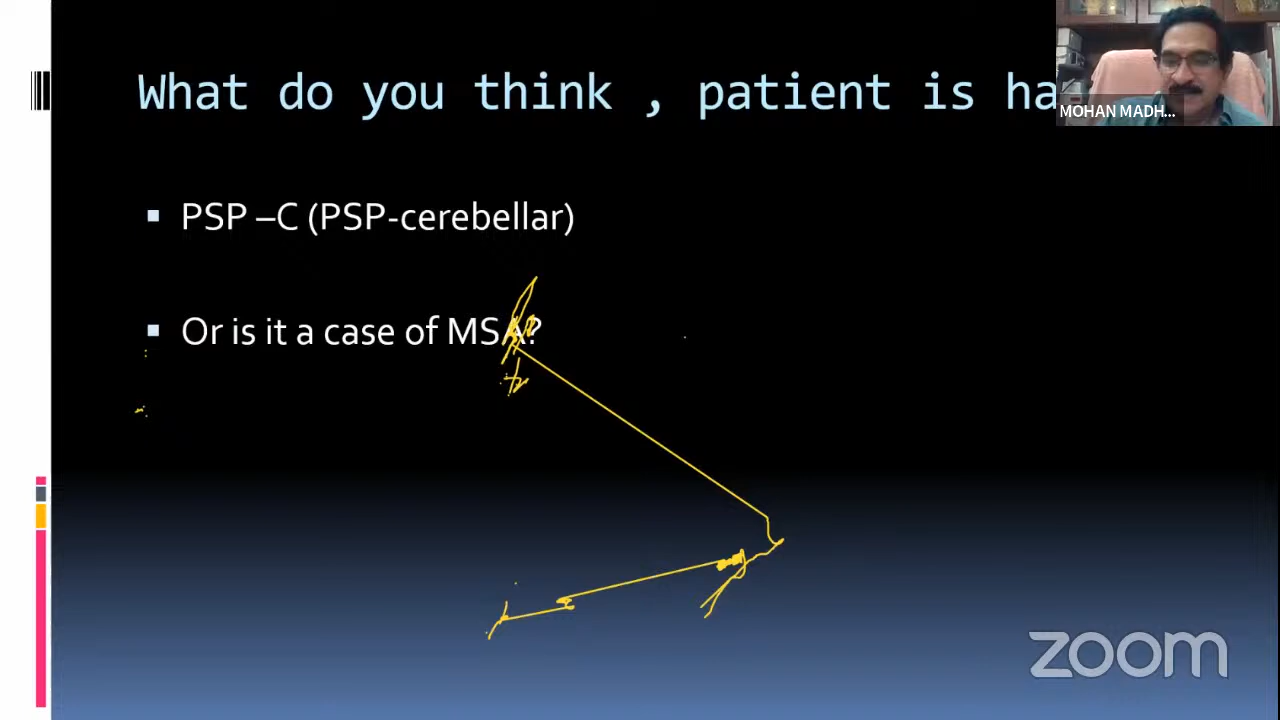 What do you think , patient is ha
MOHAN MADH...
PSP –C (PSP-cerebellar)
Or is it a case of MSA?
zoom